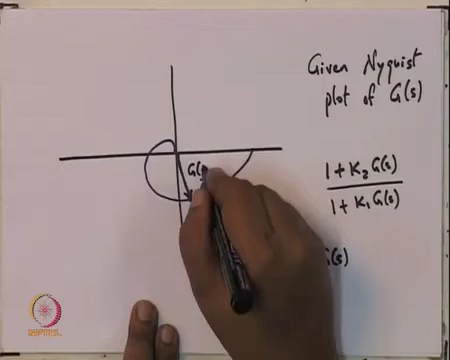 Given Nyquist
plot of G(s)
1 + K₂ G(s)
1 + K₁ G(s)
G(s
(s)